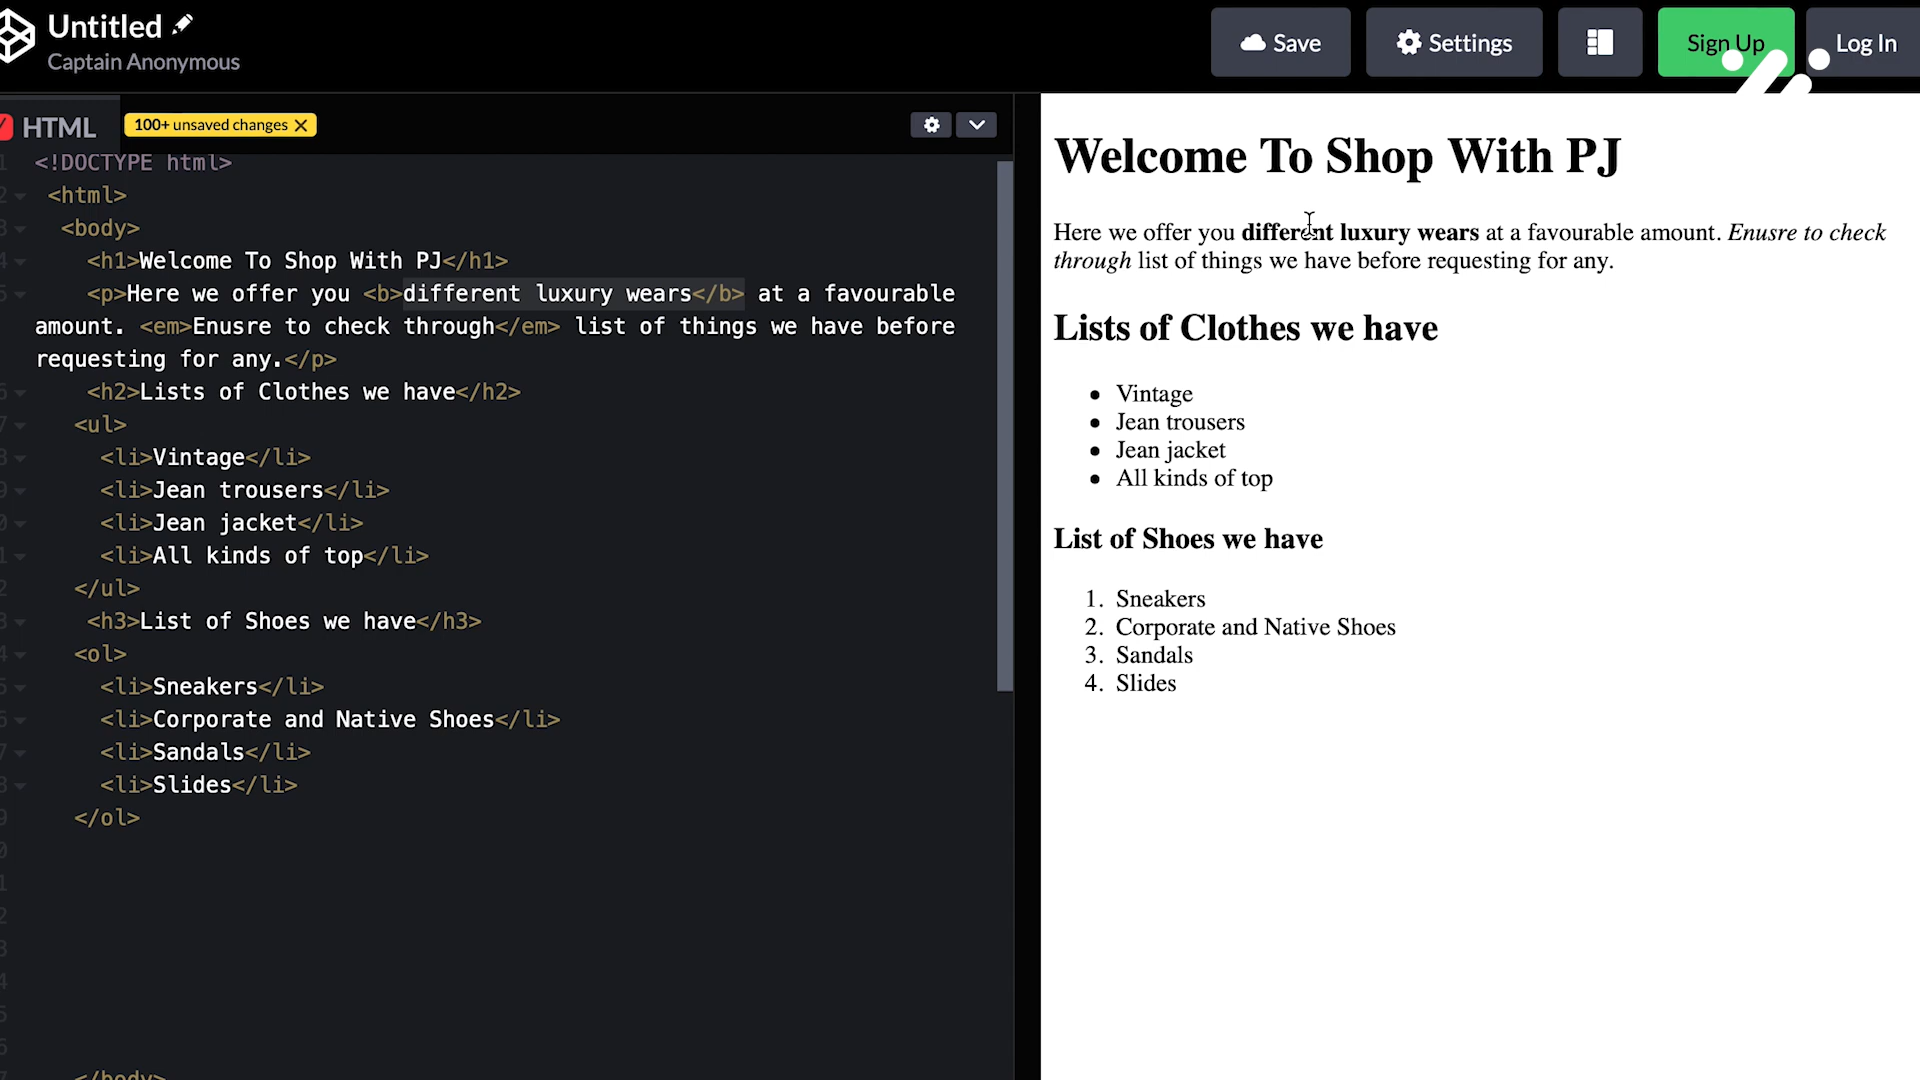 Untitled
Captain Anonymous
Save
Settings
Sign Up
Log In
HTML
100+ unsaved changes
<!DOCTYPE html>
<html>
<body>
<h1>Welcome To Shop With PJ</h1>
<p>Here we offer you <b>different luxury wears</b> at a favourable
amount. <em>Enusre to check through</em> list of things we have before
requesting for any.</p>
<h2>Lists of Clothes we have</h2>
<ul>
<li>Vintage</li>
<li>Jean trousers</li>
<li>Jean jacket</li>
<li>All kinds of top</li>
</ul>
<h3>List of Shoes we have</h3>
<ol>
<li>Sneakers</li>
<li>Corporate and Native Shoes</li>
<li>Sandals</li>
<li>Slides</li>
</ol>
</body>
Welcome To Shop With PJ
Here we offer you different luxury wears at a favourable amount. Enusre to check
through list of things we have before requesting for any.
Lists of Clothes we have
• Vintage
• Jean trousers
• Jean jacket
• All kinds of top
List of Shoes we have
1. Sneakers
2. Corporate and Native Shoes
3. Sandals
4. Slides